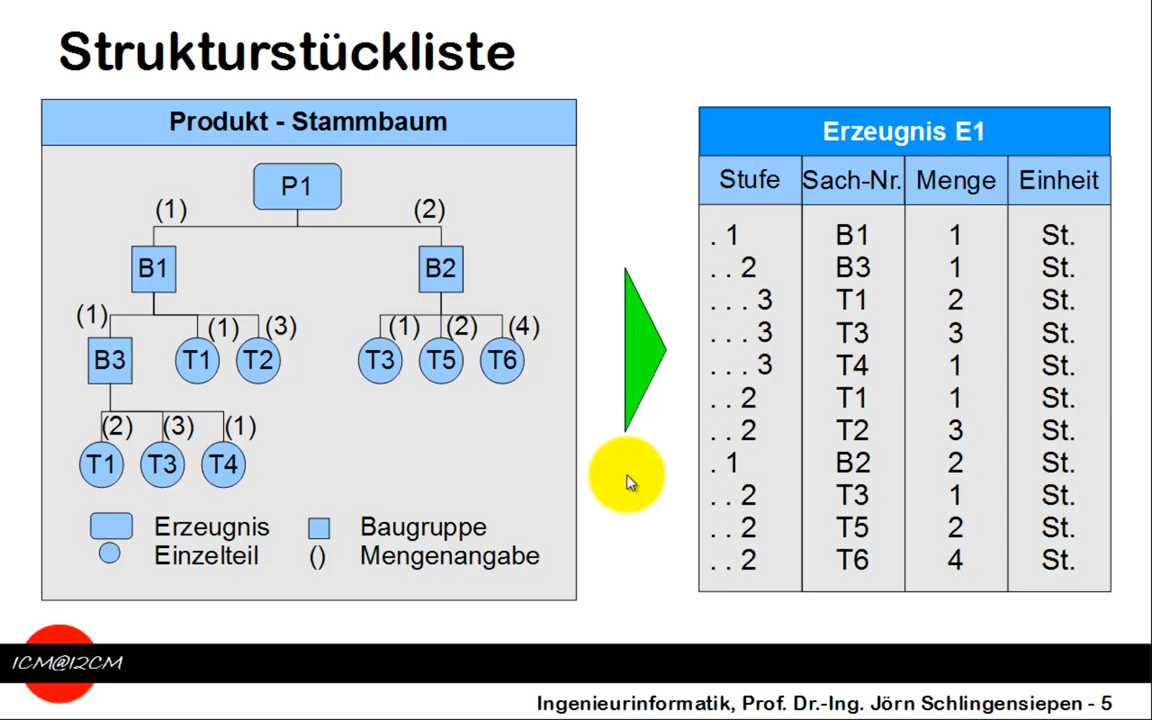 Strukturstückliste
Produkt - Stammbaum
P1
(1) (2)
B1 B2
(1) (1) (3) (1) (2) (4)
B3 T1 T2 T3 T5 T6
(2) (3) (1)
T1 T3 T4
Erzeugnis Baugruppe
Einzelteil () Mengenangabe
Erzeugnis E1
Stufe Sach-Nr. Menge Einheit
. 1 B1 1 St.
. . 2 B3 1 St.
. . . 3 T1 2 St.
. . . 3 T3 3 St.
. . . 3 T4 1 St.
. . 2 T1 1 St.
. . 2 T2 3 St.
. 1 B2 2 St.
. . 2 T3 1 St.
. . 2 T5 2 St.
. . 2 T6 4 St.
1CM@12CM
Ingenieurinformatik, Prof. Dr.-Ing. Jörn Schlingensiepen - 5